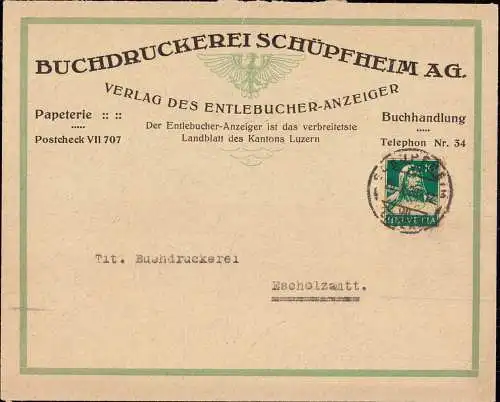 BUCHDRUCKEREI SCHÜPFHEIM AG.
VERLAG DES ENTLEBUCHER-ANZEIGER
Papeterie :: ::
Postcheck VII 707
Der Entlebucher-Anzeiger ist das verbreitetste
Landblatt des Kantons Luzern
Buchhandlung
Telephon Nr. 34
HELVETIA
Tit. Buchdruckerei
Escholzmatt.